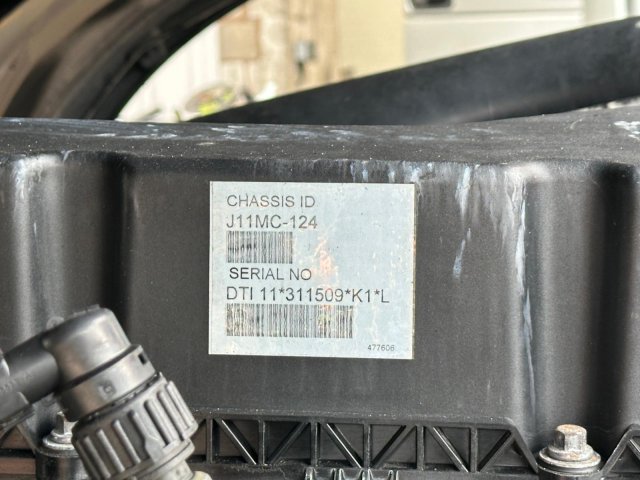 CHASSIS ID
J11MC-124
SERIAL NO
DTI 11*311509*K1*L
477606